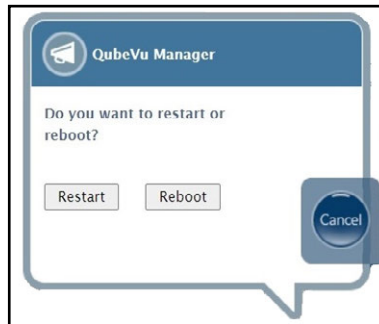 QubeVu Manager
Do you want to restart or
reboot?
Restart
Reboot
Cancel